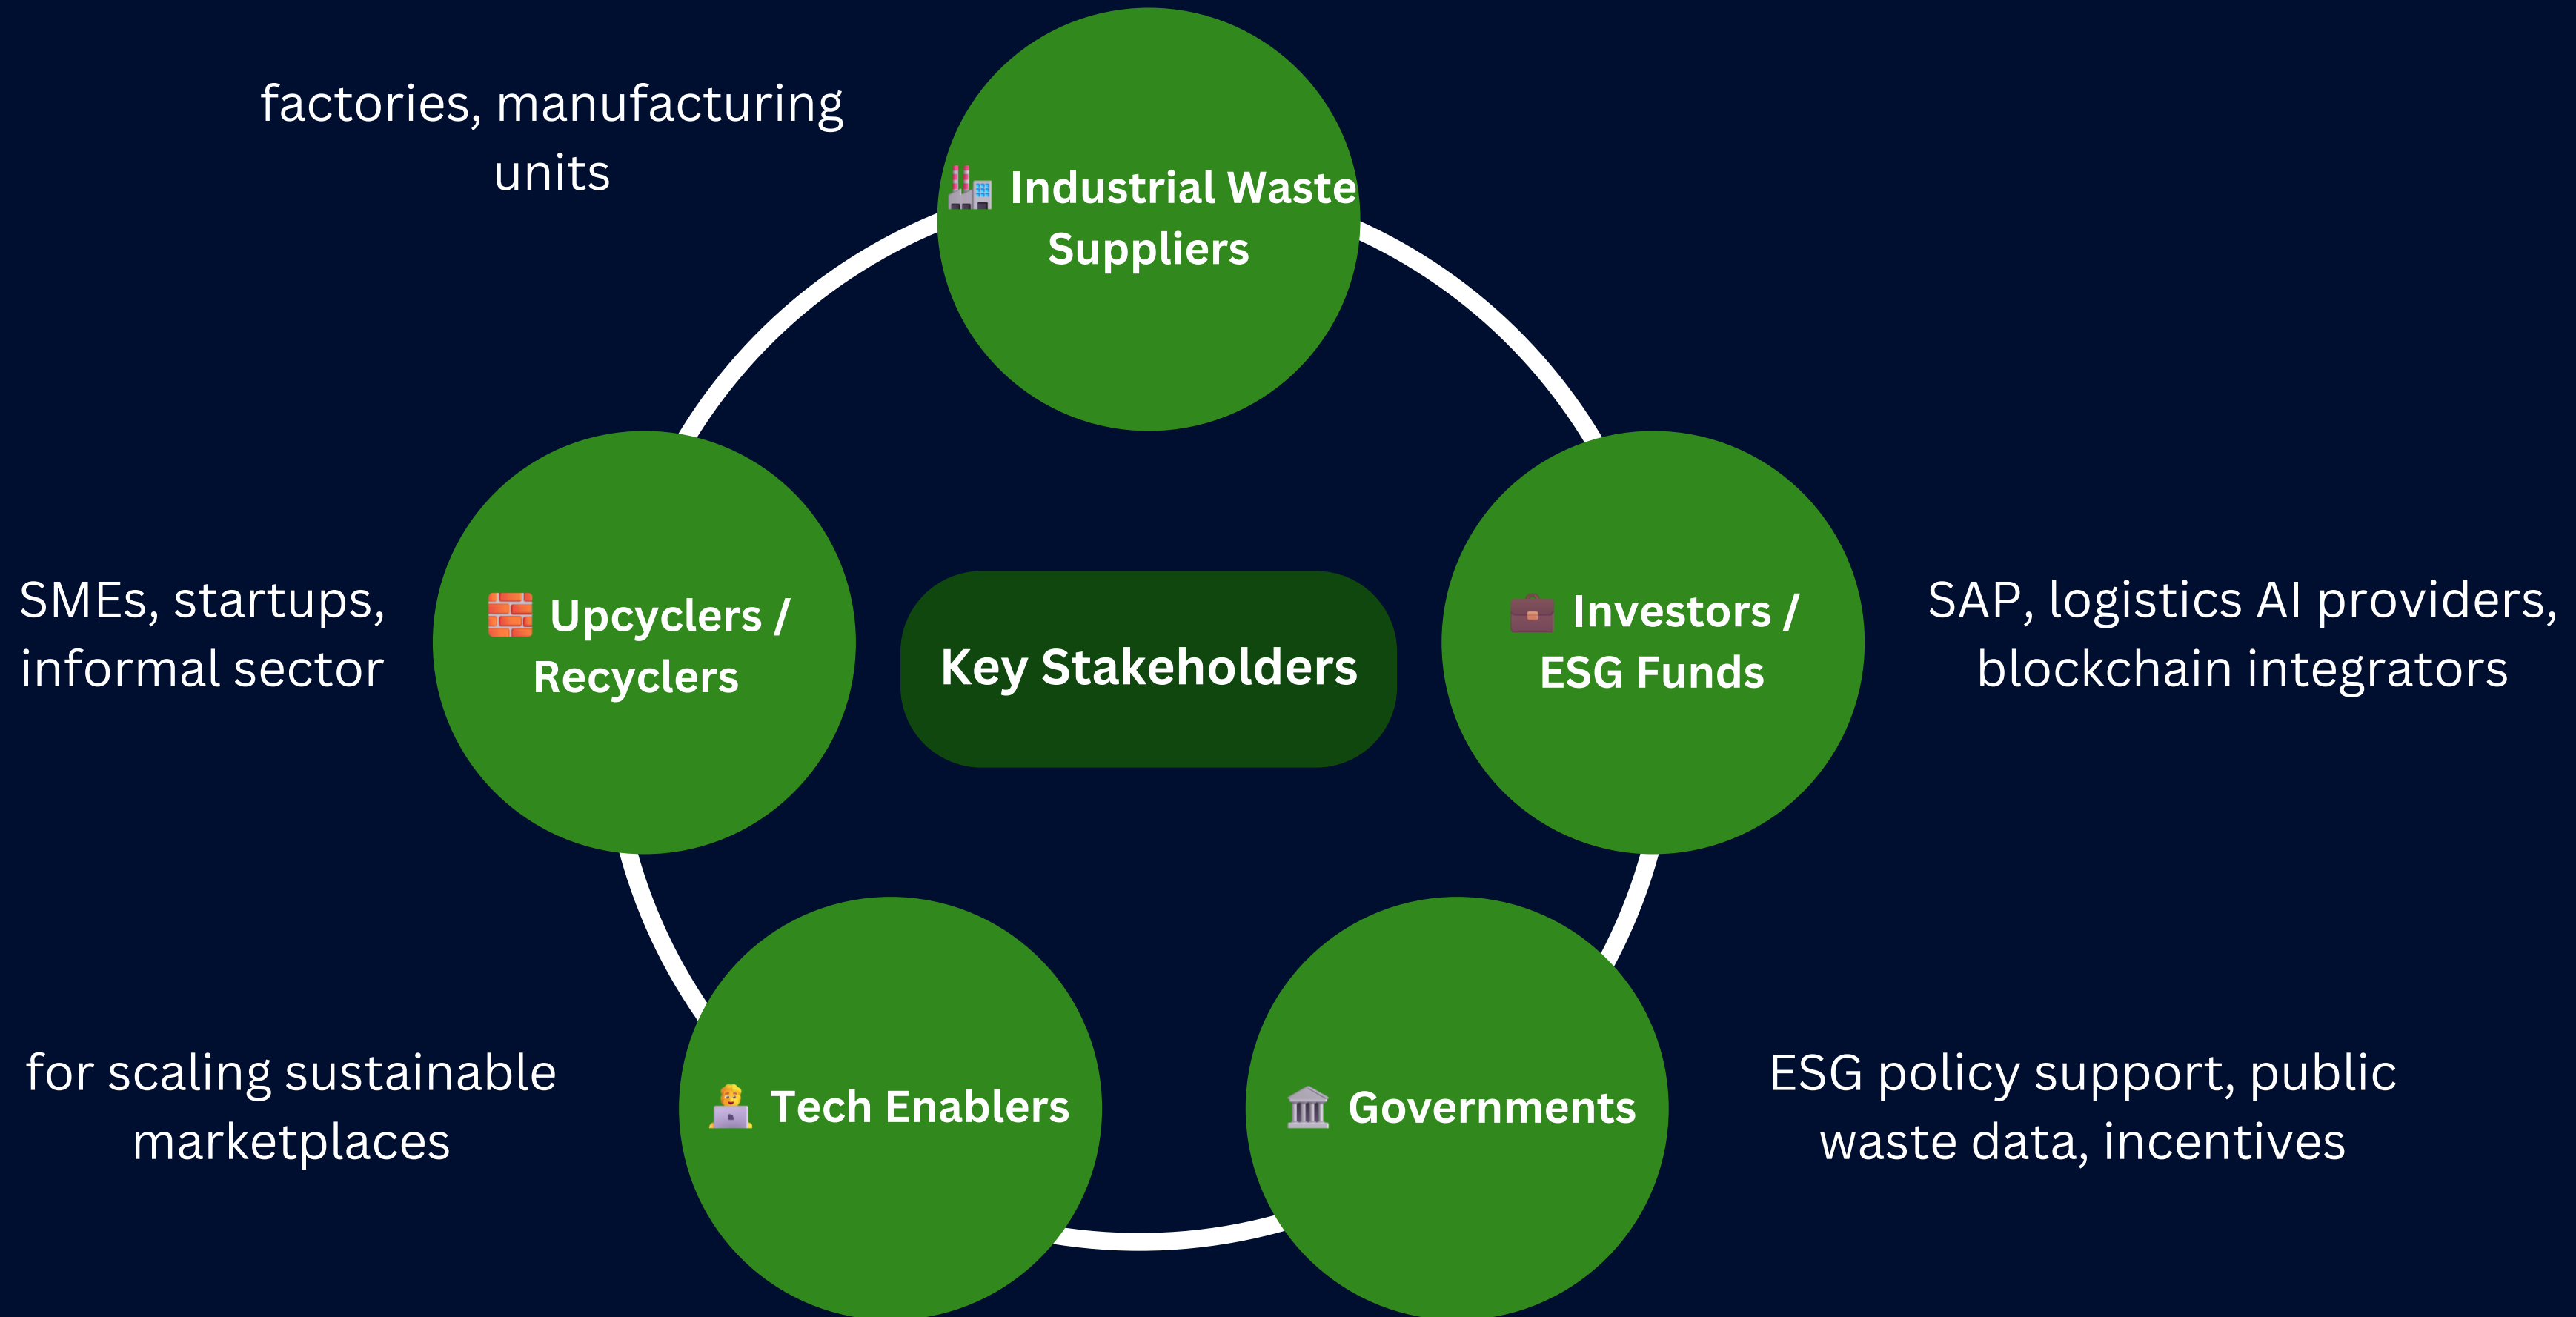 factories, manufacturing
units
🏭 Industrial Waste
Suppliers
SMEs, startups,
informal sector
🧱 Upcyclers /
Recyclers
Key Stakeholders
💼 Investors /
ESG Funds
SAP, logistics AI providers,
blockchain integrators
for scaling sustainable
marketplaces
🧑‍💻 Tech Enablers
🏛️ Governments
ESG policy support, public
waste data, incentives